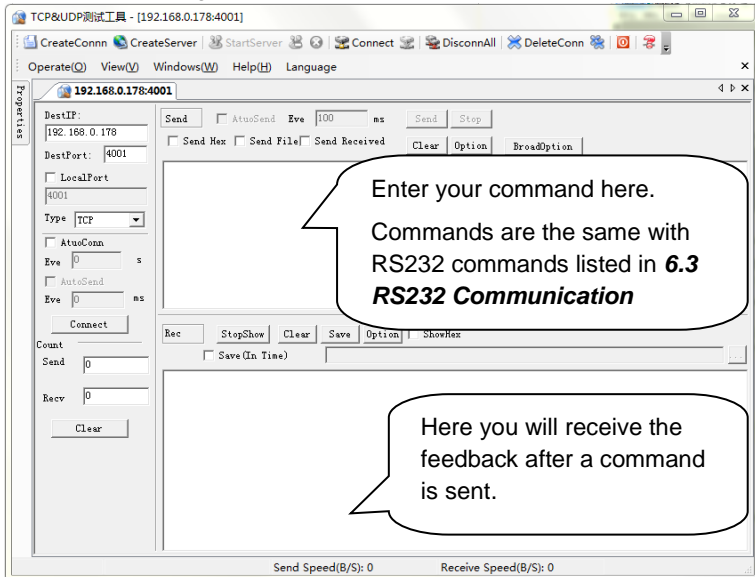 TCP&UDP测试工具 - [192.168.0.178:4001]
CreateConnn CreateServer StartServer Connect DisconnAll DeleteConn
Operate(O) View(V) Windows(W) Help(H) Language
Properties
192.168.0.178:4001
DestIP:
192.168.0.178
DestPort: 4001
LocalPort
4001
Type TCP
AtuoConn
Eve 0 s
AutoSend
Eve 0 ms
Connect
Count
Send 0
Recv 0
Clear
Send AtuoSend Eve 100 ms Send Stop
Send Hex Send File Send Received Clear Option BroadOption
Enter your command here.
Commands are the same with
RS232 commands listed in 6.3
RS232 Communication
Rec StopShow Clear Save Option ShowHex
Save(In Time) ...
Here you will receive the
feedback after a command
is sent.
Send Speed(B/S): 0 Receive Speed(B/S): 0